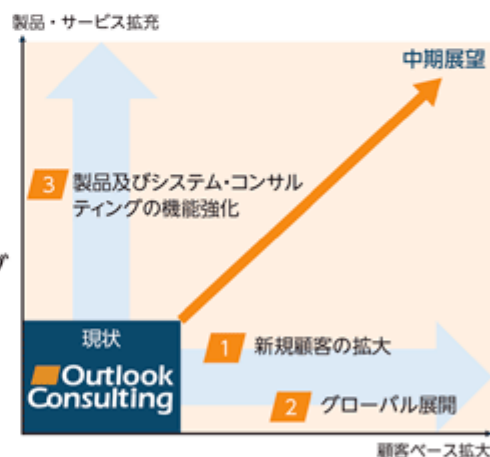 製品・サービス拡充
中期展望
3 製品及びシステム・コンサル
ティングの機能強化
グ
現状
Outlook
Consulting
1 新規顧客の拡大
2 グローバル展開
顧客ベース拡大